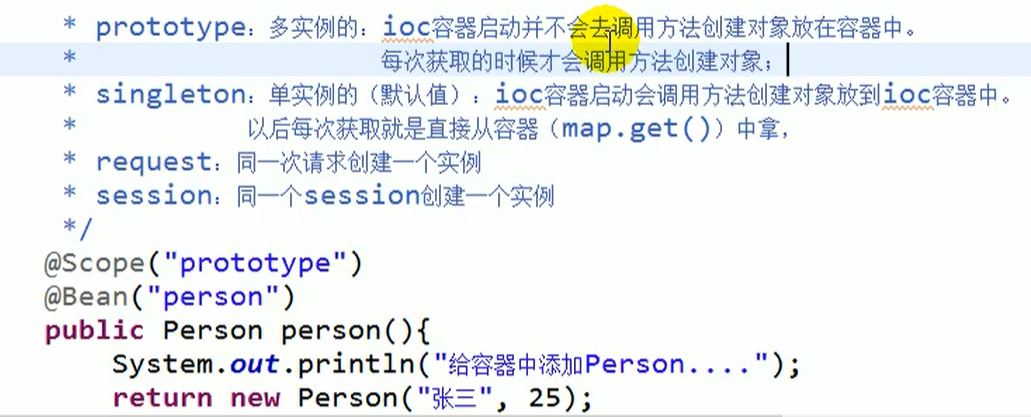 * prototype：多实例的：ioc容器启动并不会去调用方法创建对象放在容器中。
* 每次获取的时候才会调用方法创建对象；
* singleton：单实例的（默认值）：ioc容器启动会调用方法创建对象放到ioc容器中。
* 以后每次获取就是直接从容器（map.get()）中拿，
* request：同一次请求创建一个实例
* session：同一个session创建一个实例
*/
@Scope("prototype")
@Bean("person")
public Person person(){
System.out.println("给容器中添加Person....");
return new Person("张三", 25);